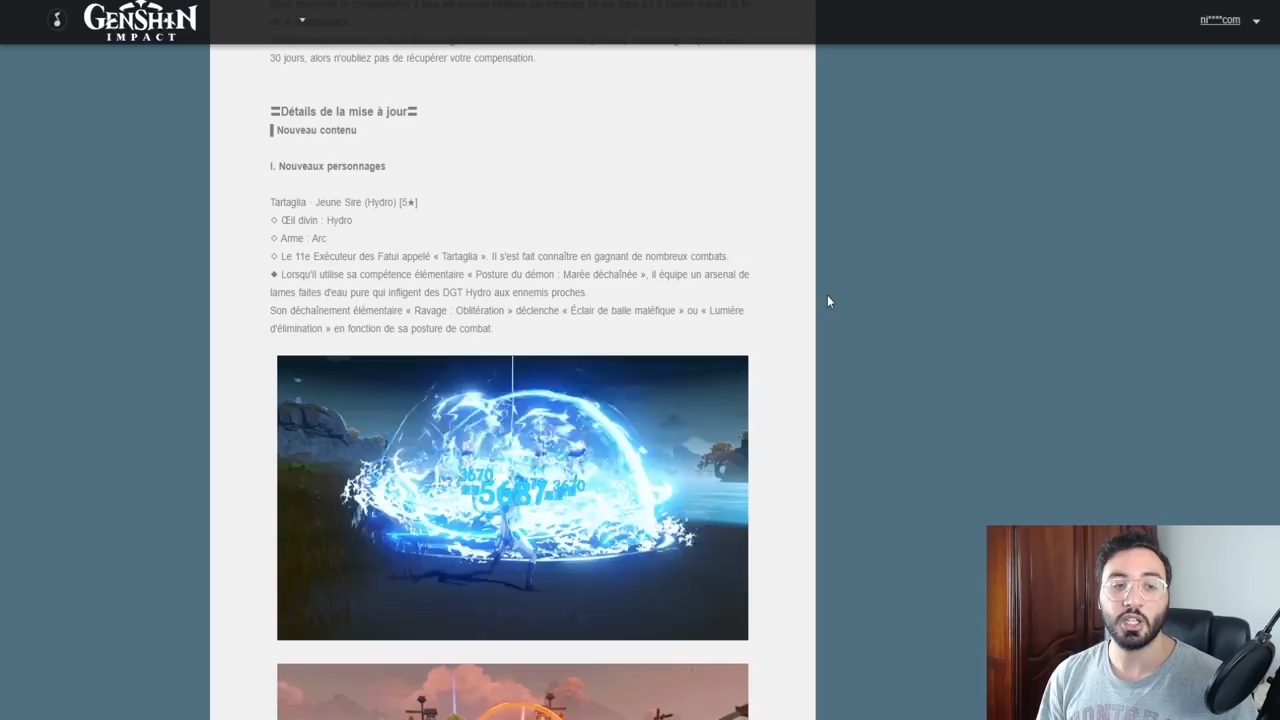 GENSHIN
IMPACT
ni****com
30 jours, alors n'oubliez pas de récupérer votre compensation.
〓Détails de la mise à jour〓
▌Nouveau contenu
I. Nouveaux personnages
Tartaglia · Jeune Sire (Hydro) [5★]
◇ Œil divin : Hydro
◇ Arme : Arc
◇ Le 11e Exécuteur des Fatui appelé « Tartaglia ». Il s'est fait connaître en gagnant de nombreux combats.
◆ Lorsqu'il utilise sa compétence élémentaire « Posture du démon : Marée déchaînée », il équipe un arsenal de
lames faites d'eau pure qui infligent des DGT Hydro aux ennemis proches.
Son déchaînement élémentaire « Ravage : Oblitération » déclenche « Éclair de balle maléfique » ou « Lumière
d'élimination » en fonction de sa posture de combat.
3670
5687
3670